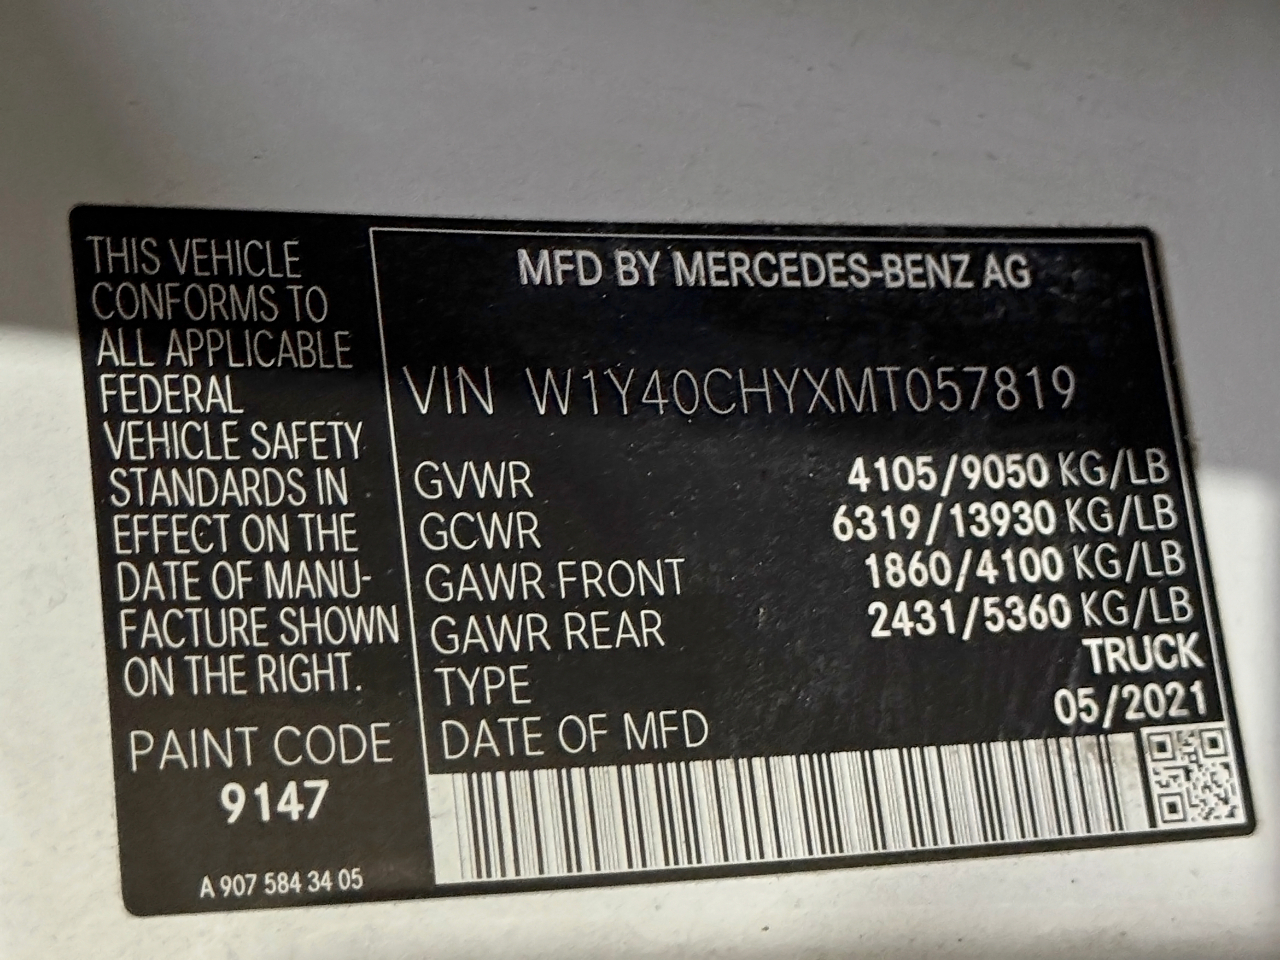 THIS VEHICLE
CONFORMS TO
ALL APPLICABLE
FEDERAL
VEHICLE SAFETY
STANDARDS IN
EFFECT ON THE
DATE OF MANU-
FACTURE SHOWN
ON THE RIGHT.
PAINT CODE
9147
A 907 584 34 05
MFD BY MERCEDES-BENZ AG
VIN W1Y40CHYXMT057819
GVWR 4105/9050 KG/LB
GCWR 6319/13930 KG/LB
GAWR FRONT 1860/4100 KG/LB
GAWR REAR 2431/5360 KG/LB
TYPE TRUCK
DATE OF MFD 05/2021